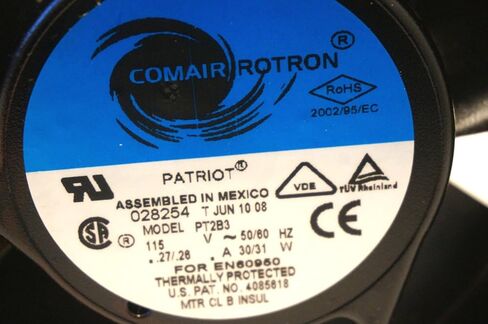 COMAIR ROTRON®
RoHS
2002/95/EC
PATRIOT®
ASSEMBLED IN MEXICO
028254 T JUN 10 08
MODEL PT2B3
115 V ~ 50/60 HZ
.27/.26 A 30/31 W
FOR EN60950
THERMALLY PROTECTED
U.S. PAT. NO. 4085618
MTR CL B INSUL
VDE
TÜV Rheinland
CE